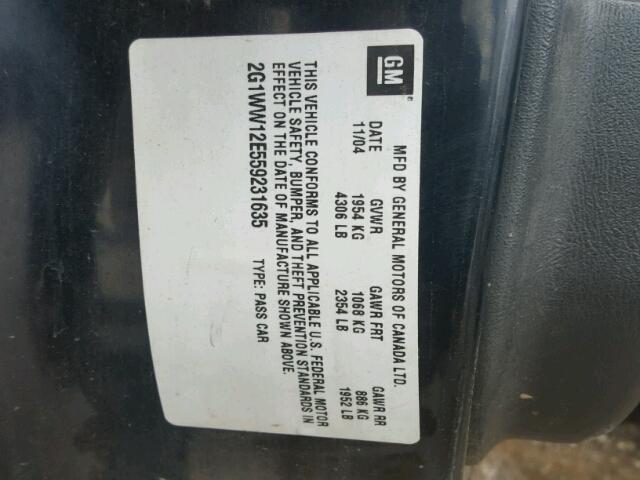 GM
MFD BY GENERAL MOTORS OF CANADA LTD.
DATE GVWR GAWR FRT GAWR RR
11/04 1954 KG 1068 KG 886 KG
4306 LB 2354 LB 1952 LB
THIS VEHICLE CONFORMS TO ALL APPLICABLE U.S. FEDERAL MOTOR
VEHICLE SAFETY, BUMPER, AND THEFT PREVENTION STANDARDS IN
EFFECT ON THE DATE OF MANUFACTURE SHOWN ABOVE.
2G1WW12E559231635 TYPE: PASS CAR